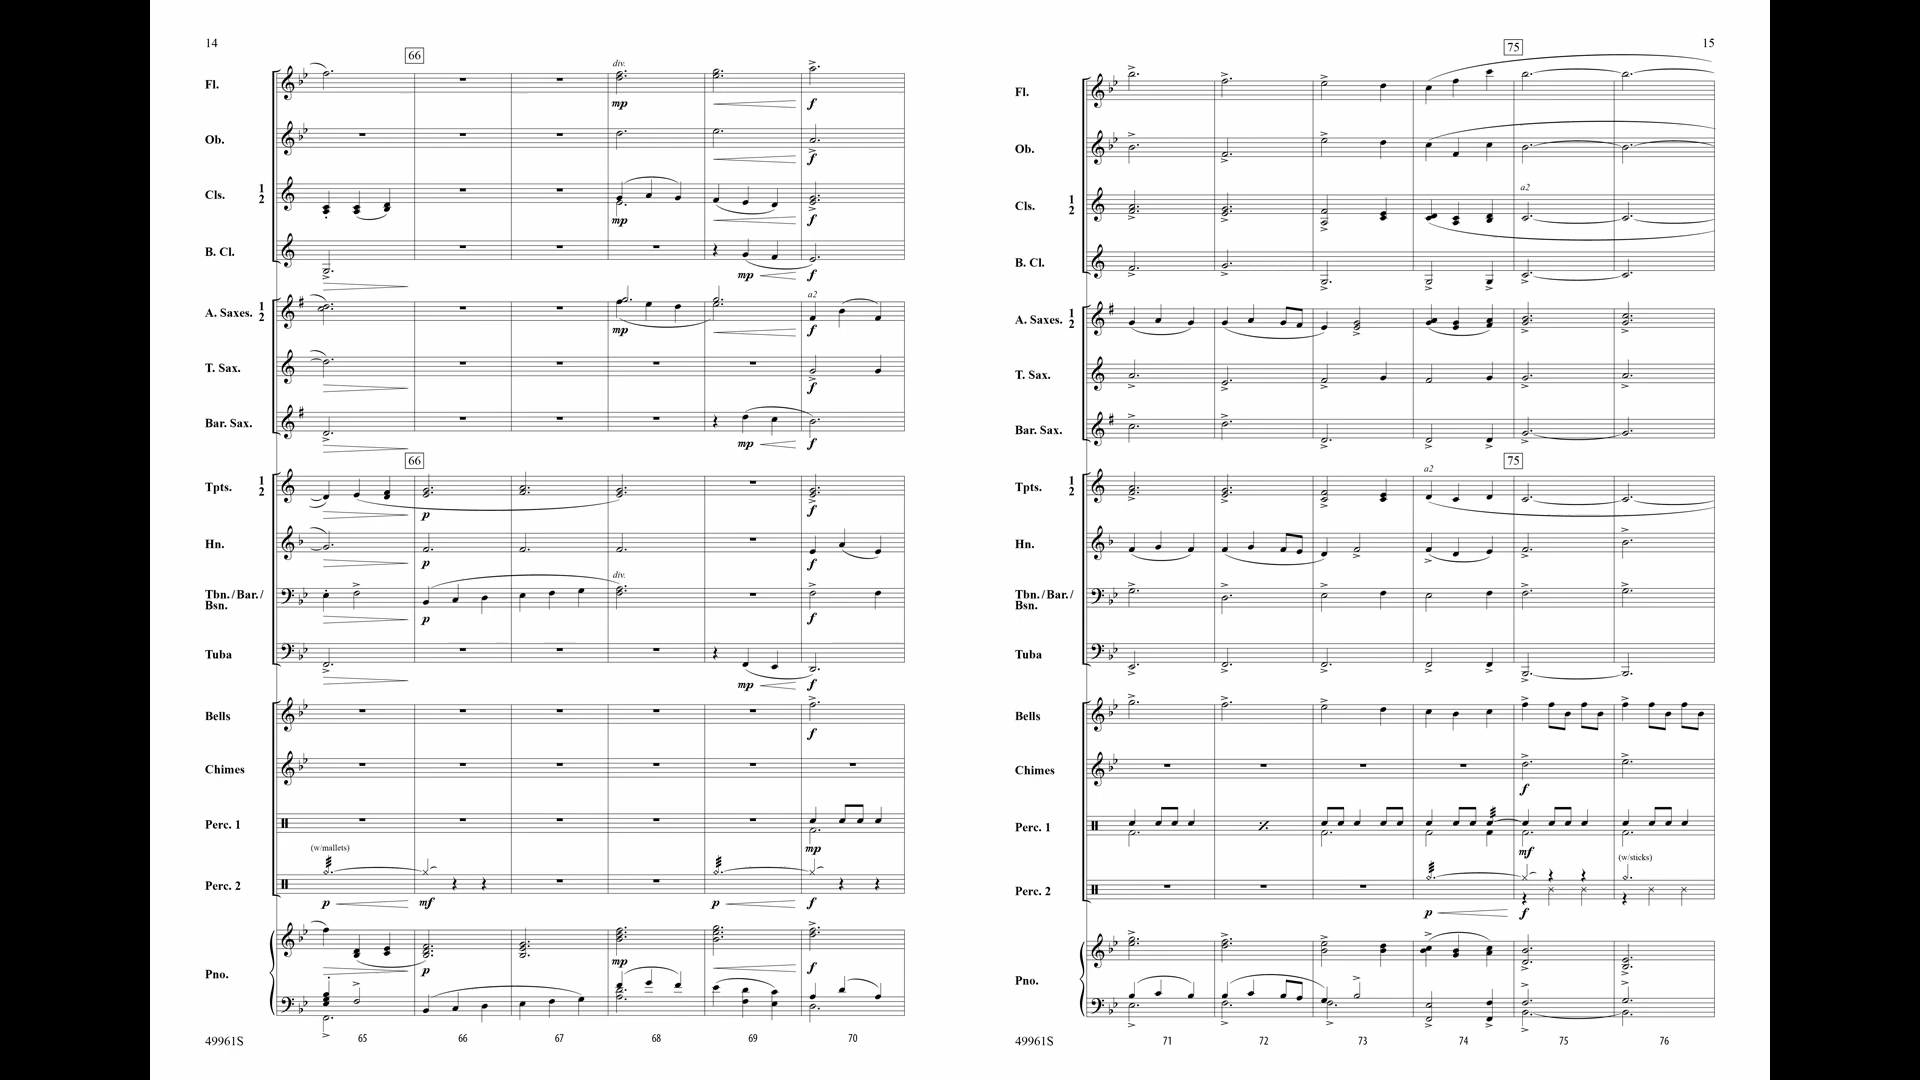 14
66
Fl.
div.
mp
f
Ob.
f
Cls. 1
2
mp
f
B. Cl.
mp
f
A. Saxes. 1
2
mp
a2
f
T. Sax.
f
Bar. Sax.
mp
f
66
Tpts. 1
2
p
f
Hn.
p
f
Tbn./Bar./
Bsn.
p
div.
f
Tuba
mp
f
Bells
f
Chimes
Perc. 1
mp
(w/mallets)
Perc. 2
p
mf
p
f
Pno.
p
mp
f
49961S
65
66
67
68
69
70
75
15
Fl.
Ob.
Cls. 1
2
a2
B. Cl.
A. Saxes. 1
2
T. Sax.
Bar. Sax.
75
Tpts. 1
2
a2
Hn.
Tbn./Bar./
Bsn.
Tuba
Bells
Chimes
f
Perc. 1
mf
(w/sticks)
Perc. 2
p
f
Pno.
49961S
71
72
73
74
75
76